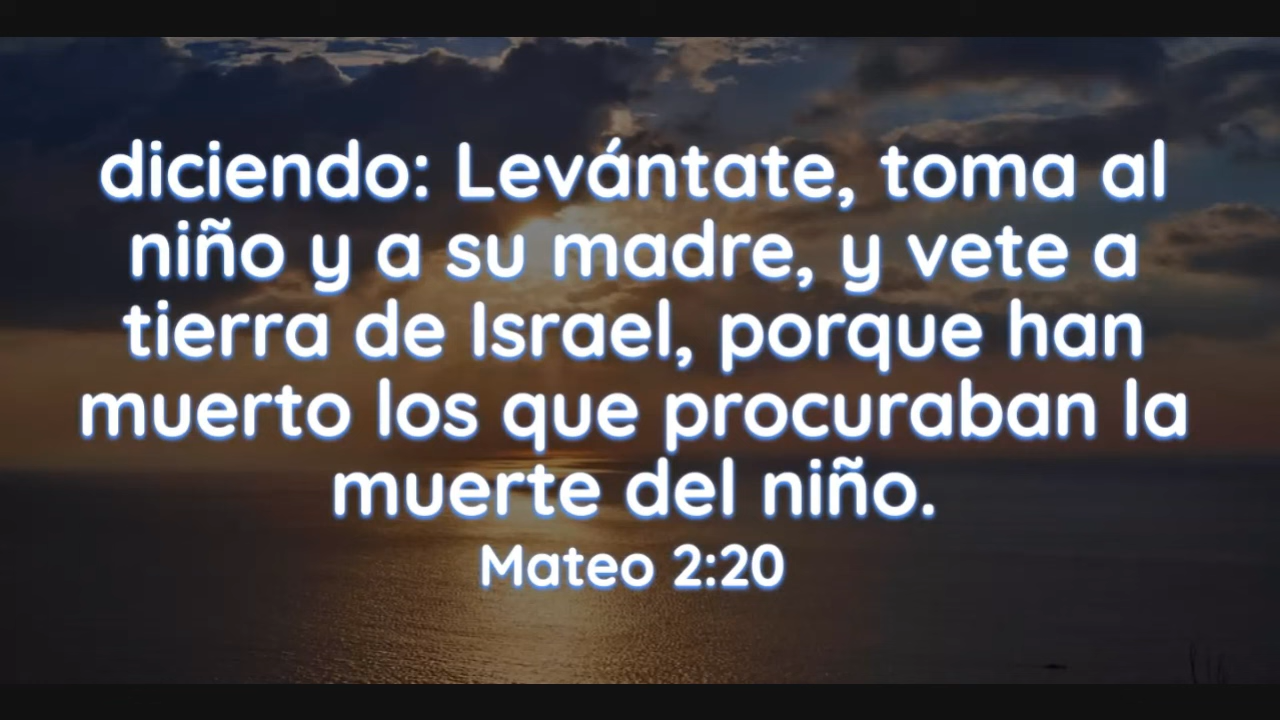 diciendo: Levántate, toma al
niño y a su madre, y vete a
tierra de Israel, porque han
muerto los que procuraban la
muerte del niño.
Mateo 2:20